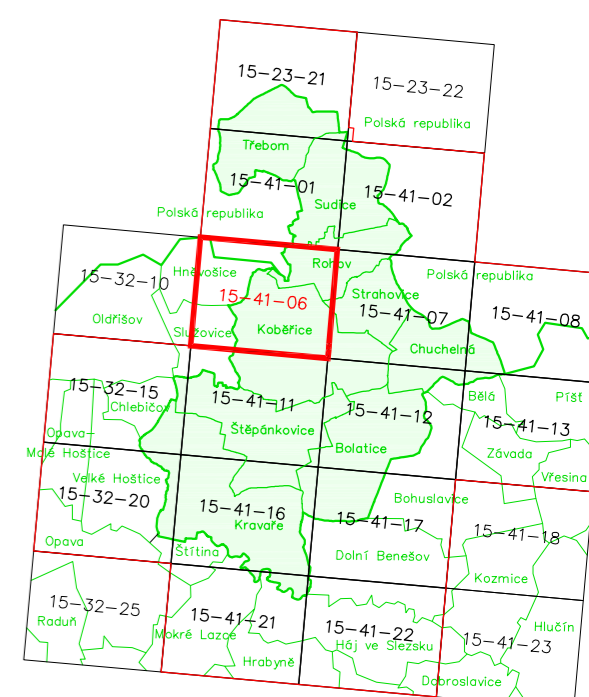 15-23-21
15-23-22
Polská republika
Třebom
15-41-01
15-41-02
Sudice
Polská republika
Rohov
Hněvošice
15-32-10
Polská republika
Strahovice
15-41-06
15-41-07
15-41-08
Oldřišov
Služovice
Kobeřice
Chuchelná
15-32-15
Chlebičov
15-41-11
15-41-12
Bělá
Píšť
15-41-13
Opava-
Malé Hoštice
Štěpánkovice
Bolatice
Závada
Velké Hoštice
Vřesina
15-32-20
Bohuslavice
15-41-16
Kravaře
15-41-17
15-41-18
Opava
Štítina
Dolní Benešov
Kozmice
15-32-25
Raduň
15-41-21
Mokré Lazce
15-41-22
Háj ve Slezsku
Hlučín
15-41-23
Hrabyně
Dobroslavice